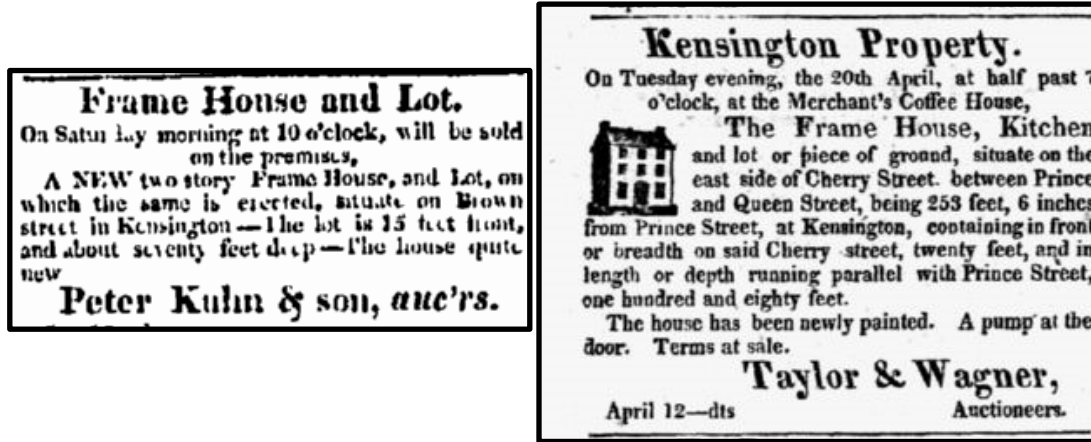 Frame House and Lot.
On Saturday morning at 10 o'clock, will be sold
on the premises,
A NEW two story Frame House, and Lot, on
which the same is erected, situate on Brown
street in Kensington—The lot is 15 feet front,
and about seventy feet deep—The house quite
new
Peter Kuhn & son, auc'rs.
Kensington Property.
On Tuesday evening, the 20th April, at half past 7
o'clock, at the Merchant's Coffee House,
The Frame House, Kitchen
and lot or piece of ground, situate on the
east side of Cherry Street. between Prince
and Queen Street, being 253 feet, 6 inches
from Prince Street, at Kensington, containing in front
or breadth on said Cherry street, twenty feet, and in
length or depth running parallel with Prince Street,
one hundred and eighty feet.
The house has been newly painted. A pump at the
door. Terms at sale.
Taylor & Wagner,
April 12—dts Auctioneers.